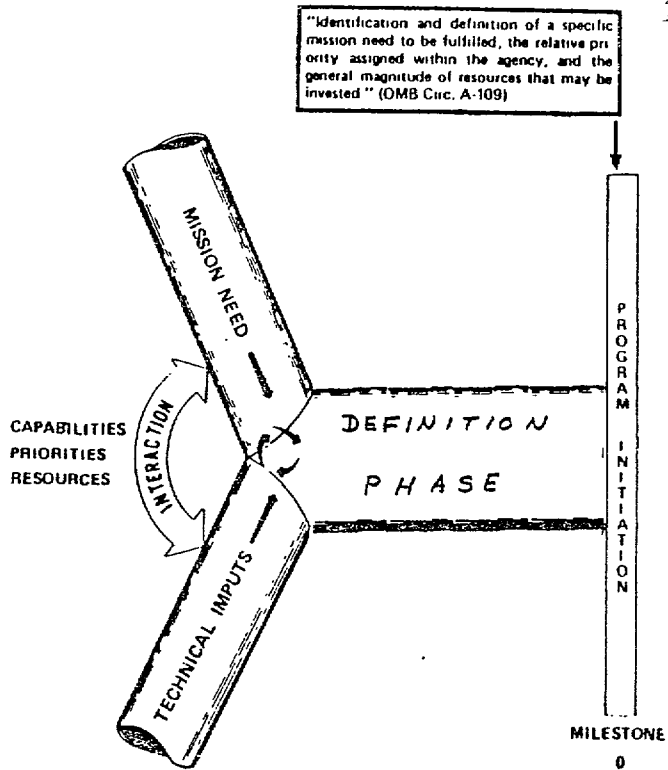 "Identification and definition of a specific
mission need to be fulfilled, the relative pri
ority assigned within the agency, and the
general magnitude of resources that may be
invested" (OMB Circ. A-109)
MISSION NEED
CAPABILITIES
PRIORITIES
RESOURCES
INTERACTION
DEFINITION
PHASE
TECHNICAL IMPUTS
PROGRAM INITIATION
MILESTONE
0